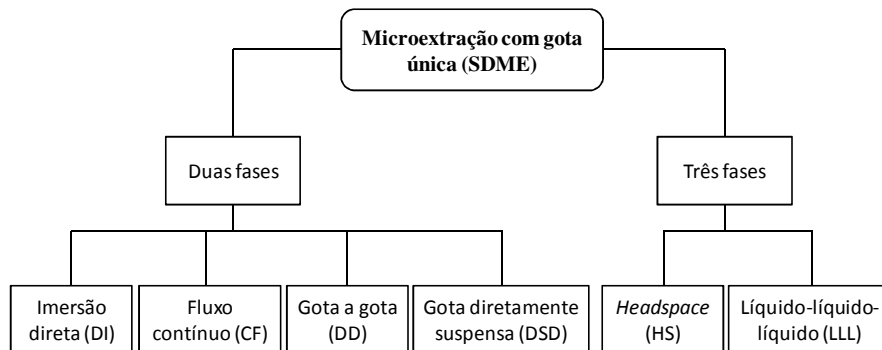 Microextração com gota
única (SDME)
Duas fases
Três fases
Imersão
direta (DI)
Fluxo
contínuo (CF)
Gota a gota
(DD)
Gota diretamente
suspensa (DSD)
Headspace
(HS)
Líquido-líquido-
líquido (LLL)